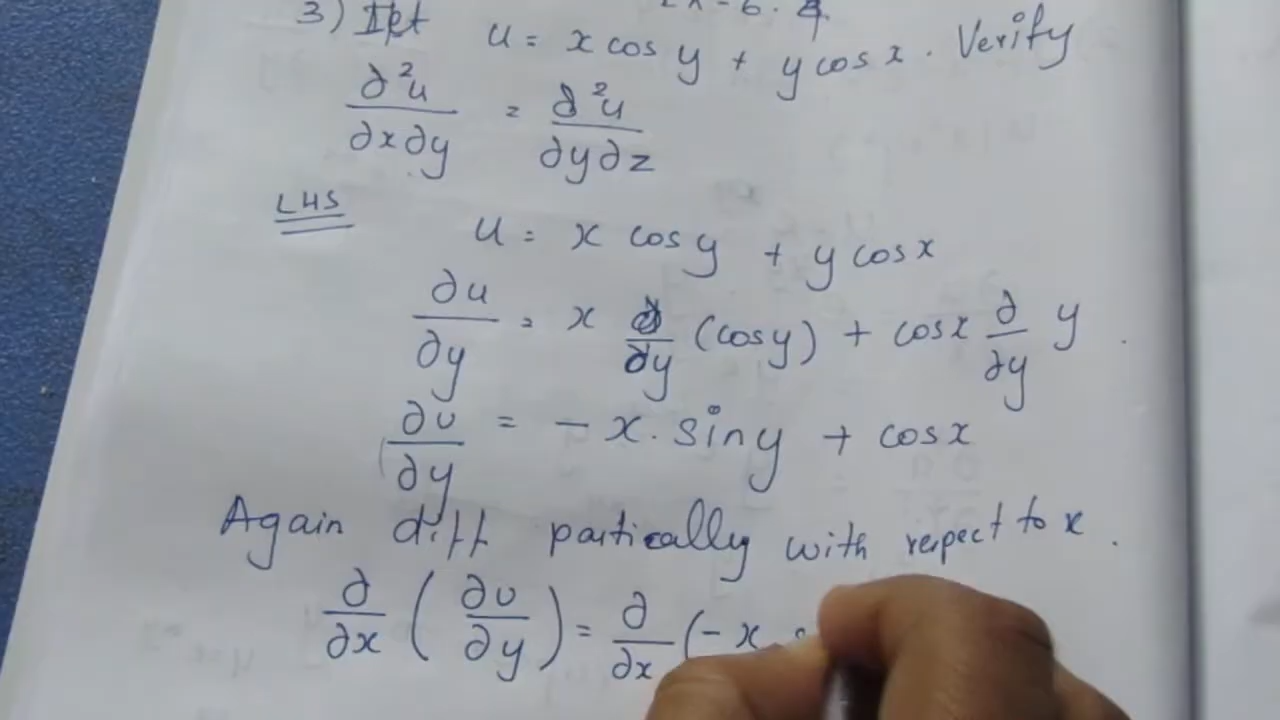 3) Let u = x cos y + y cos x . Verify
∂²u/∂x∂y = ∂²u/∂y∂z
LHS
u = x cos y + y cos x
∂u/∂y = x ∂/∂y (cos y) + cos x ∂/∂y y .
∂u/∂y = - x . sin y + cos x
Again diff partically with respect to x .
∂/∂x ( ∂u/∂y ) = ∂/∂x (- x